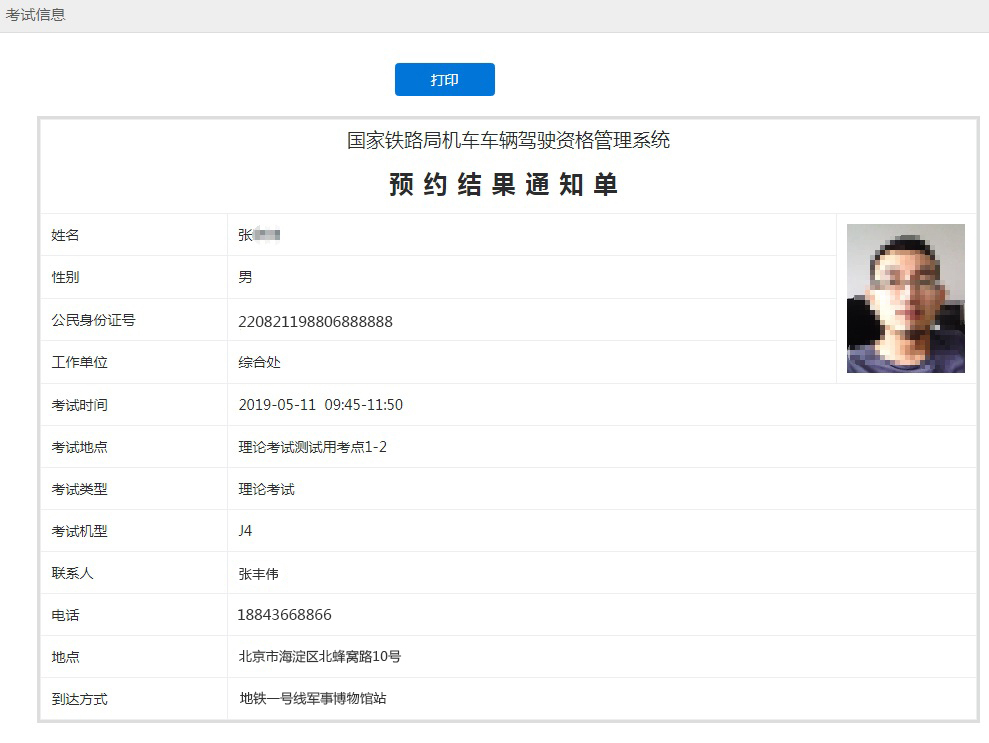 考试信息
打印
国家铁路局机车车辆驾驶资格管理系统
预约结果通知单
姓名 张
性别 男
公民身份证号 220821198806888888
工作单位 综合处
考试时间 2019-05-11 09:45-11:50
考试地点 理论考试测试用考点1-2
考试类型 理论考试
考试机型 J4
联系人 张丰伟
电话 18843668866
地点 北京市海淀区北蜂窝路10号
到达方式 地铁一号线军事博物馆站